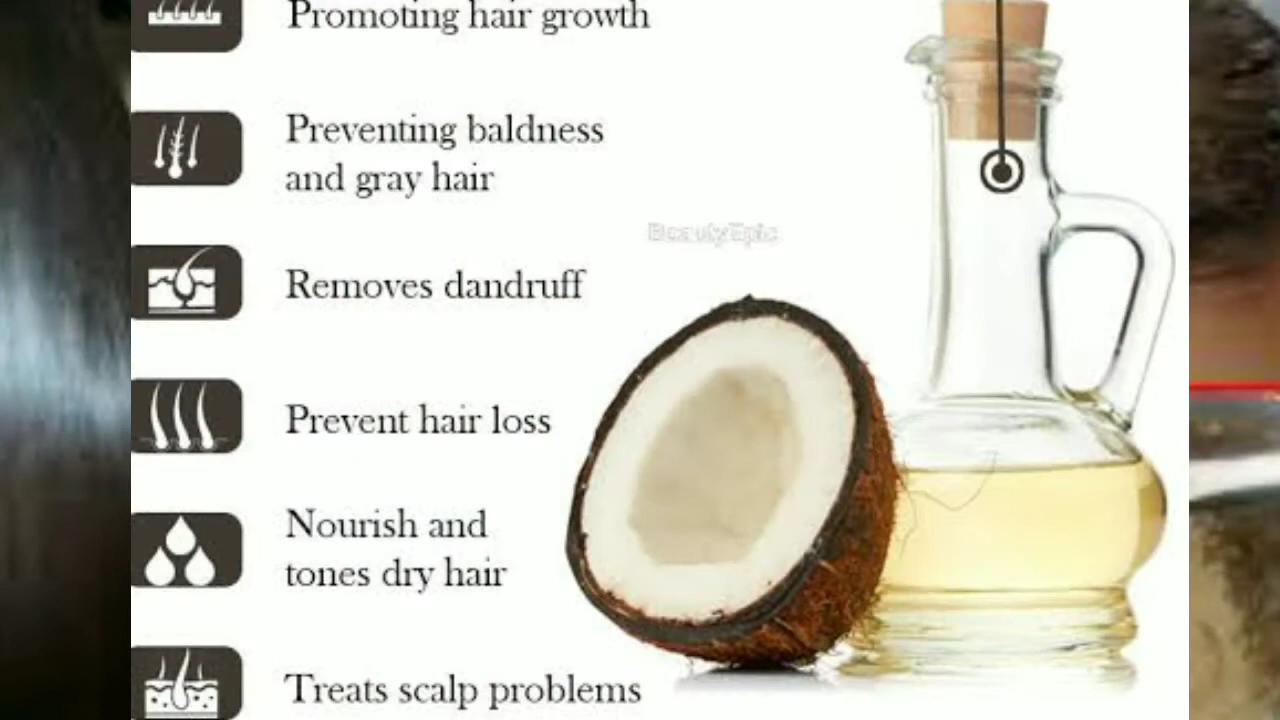 Promoting hair growth
Preventing baldness
and gray hair
BeautyEpic
Removes dandruff
Prevent hair loss
Nourish and
tones dry hair
Treats scalp problems